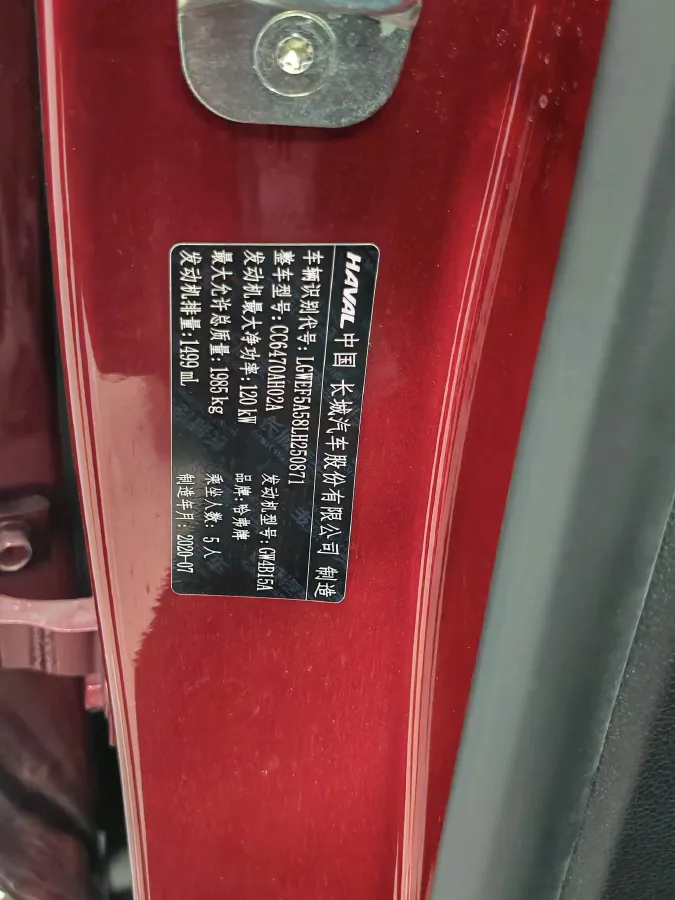 HAVAL 中国 长城汽车股份有限公司 制造
车辆识别代号: LGWEF5A58LH250871
整车型号: CC6470AH02A 发动机型号: GW4B15A
发动机最大净功率: 120 kW 品牌: 哈弗牌
最大允许总质量: 1985 kg 乘坐人数: 5 人
发动机排量: 1499 mL 制造年月: 2020-07